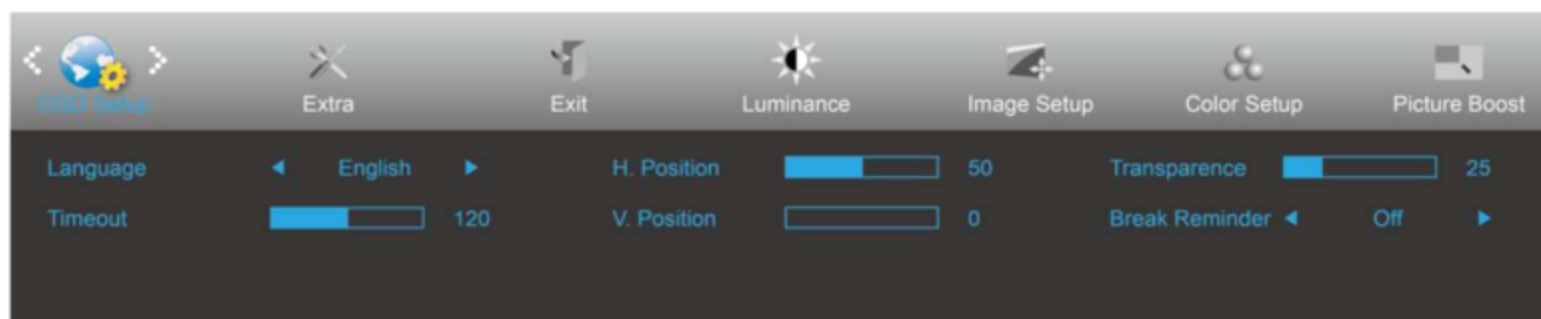 OSD Setup Extra Exit Luminance Image Setup Color Setup Picture Boost
Language English H. Position 50 Transparence 25
Timeout 120 V. Position 0 Break Reminder Off